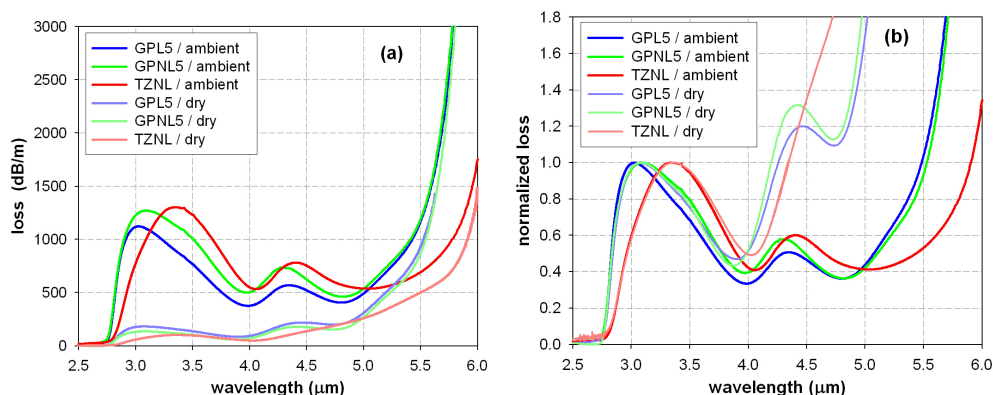 (a)
GPL5 / ambient
GPNL5 / ambient
TZNL / ambient
GPL5 / dry
GPNL5 / dry
TZNL / dry
loss (dB/m)
3000
2500
2000
1500
1000
500
0
2.5 3.0 3.5 4.0 4.5 5.0 5.5 6.0
wavelength (μm)
(b)
GPL5 / ambient
GPNL5 / ambient
TZNL / ambient
GPL5 / dry
GPNL5 / dry
TZNL / dry
normalized loss
1.8
1.6
1.4
1.2
1.0
0.8
0.6
0.4
0.2
0.0
2.5 3.0 3.5 4.0 4.5 5.0 5.5 6.0
wavelength (μm)